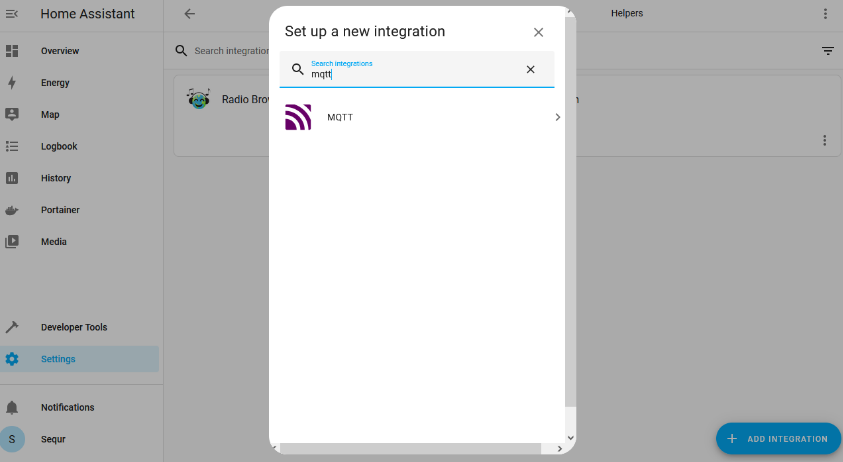 Home Assistant
Helpers
Overview
Energy
Map
Logbook
History
Portainer
Media
Developer Tools
Settings
Notifications
S
Sequr
Search integration
Radio Brow
Set up a new integration
Search integrations
mqtt
MQTT
ADD INTEGRATION